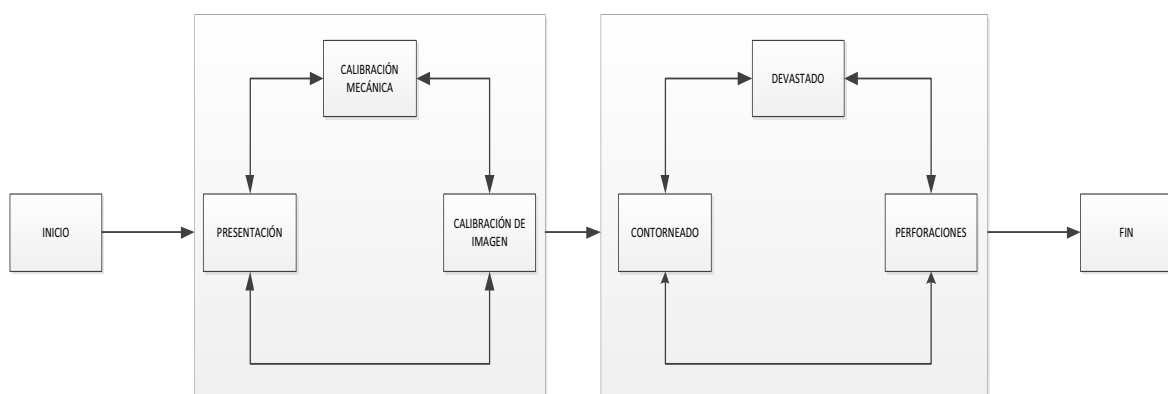 INICIO
PRESENTACIÓN
CALIBRACIÓN
MECÁNICA
CALIBRACIÓN DE
IMAGEN
CONTORNEADO
DEVASTADO
PERFORACIONES
FIN